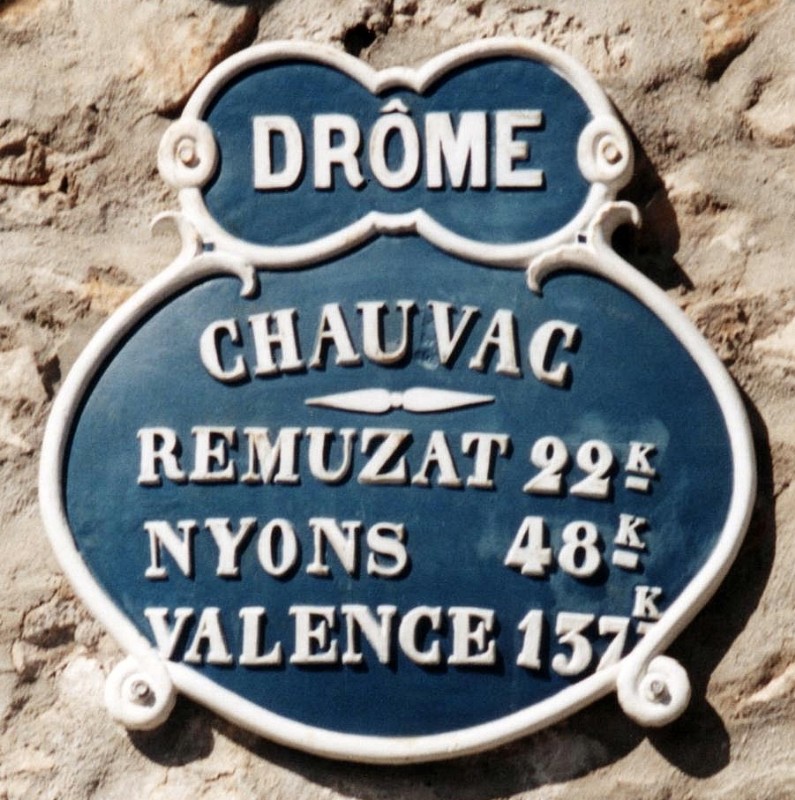 DRÔME
CHAUVAC
REMUZAT 22K
NYONS 48K
VALENCE 137K